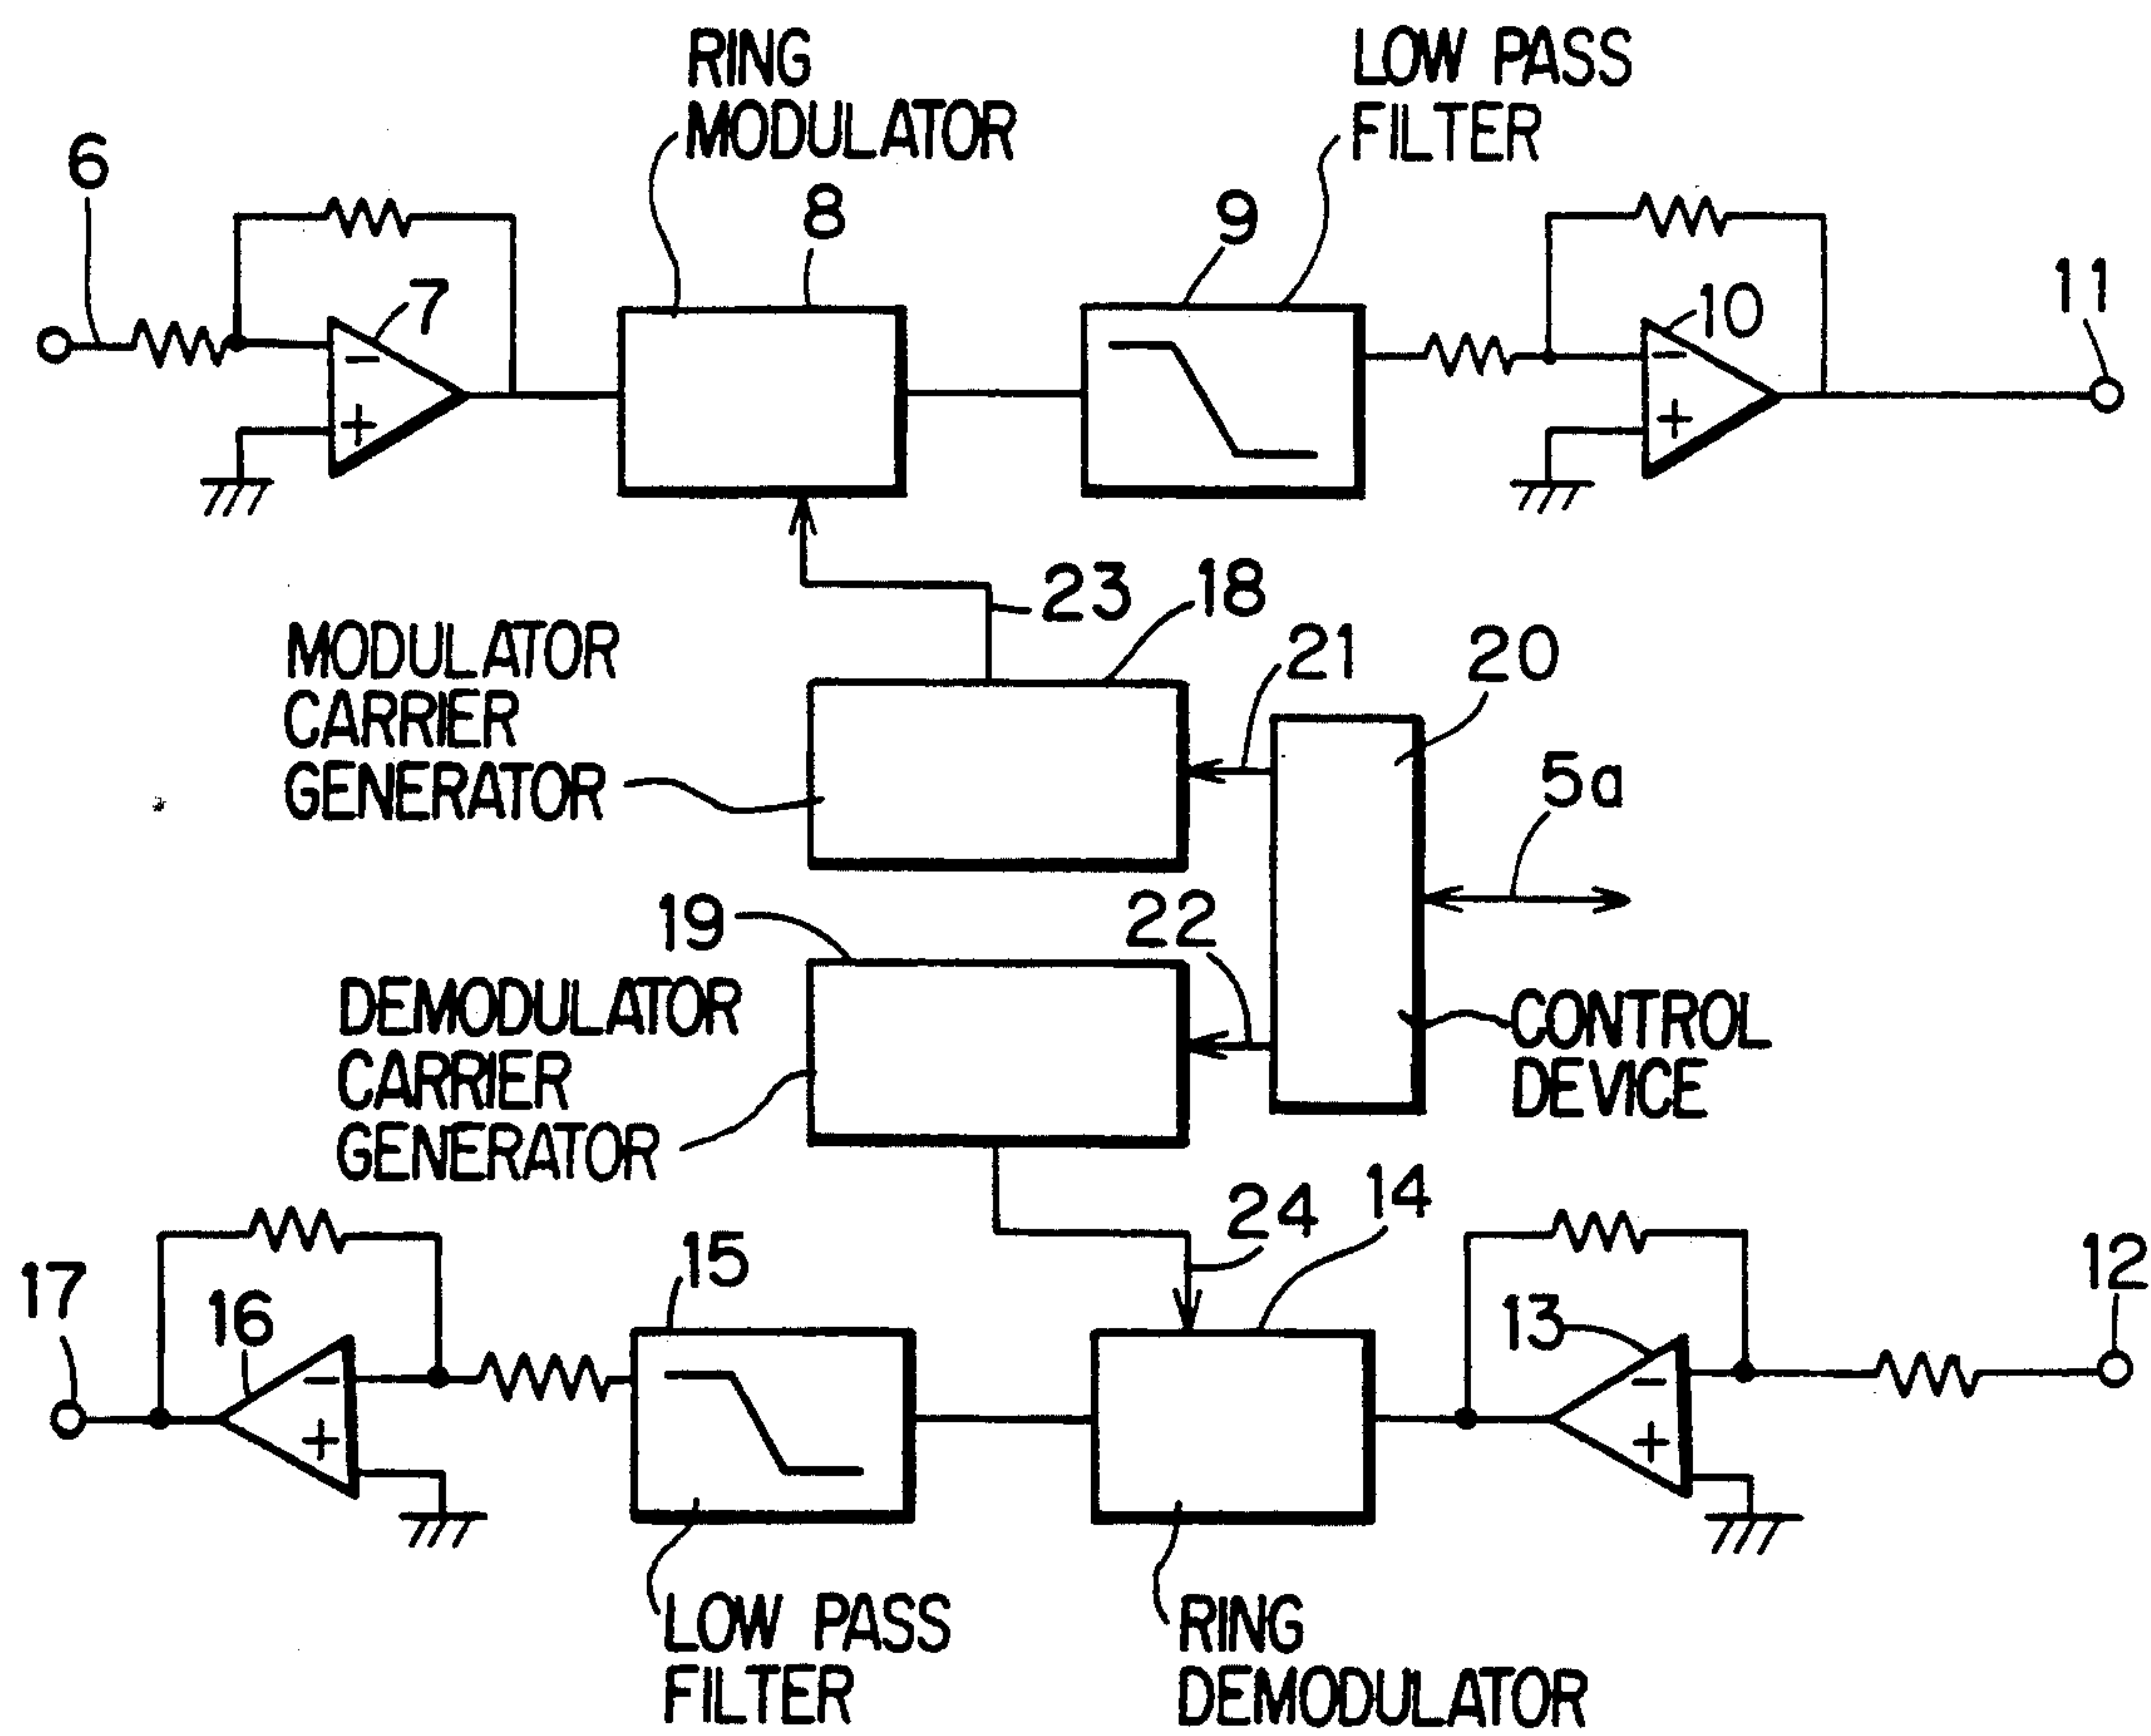 RING
MODULATOR
LOW PASS
FILTER
6
8
9
7
10
11
−
+
−
+
23
18
21
20
MODULATOR
CARRIER
GENERATOR
5a
19
22
DEMODULATOR
CARRIER
GENERATOR
CONTROL
DEVICE
24
14
15
12
17
16
13
−
+
−
+
LOW PASS
FILTER
RING
DEMODULATOR